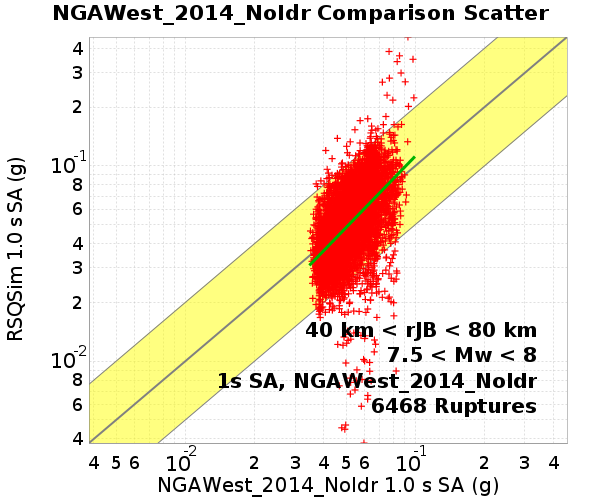 NGAWest_2014_NoIdr Comparison Scatter
RSQSim 1.0 s SA (g)
4
3
2
10-1
8
6
4
3
2
10-2
8
6
4
40 km < rJB < 80 km
7.5 < Mw < 8
1s SA, NGAWest_2014_NoIdr
6468 Ruptures
4 5 6 10-2 2 3 4 5 6 10-1 2 3 4
NGAWest_2014_NoIdr 1.0 s SA (g)